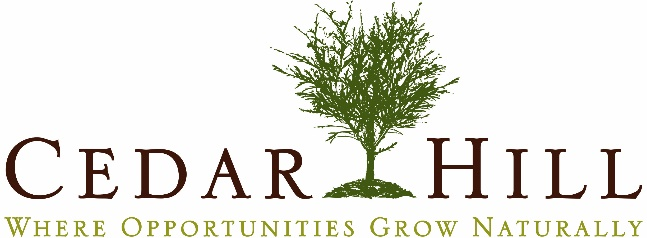 CEDAR HILL
WHERE OPPORTUNITIES GROW NATURALLY